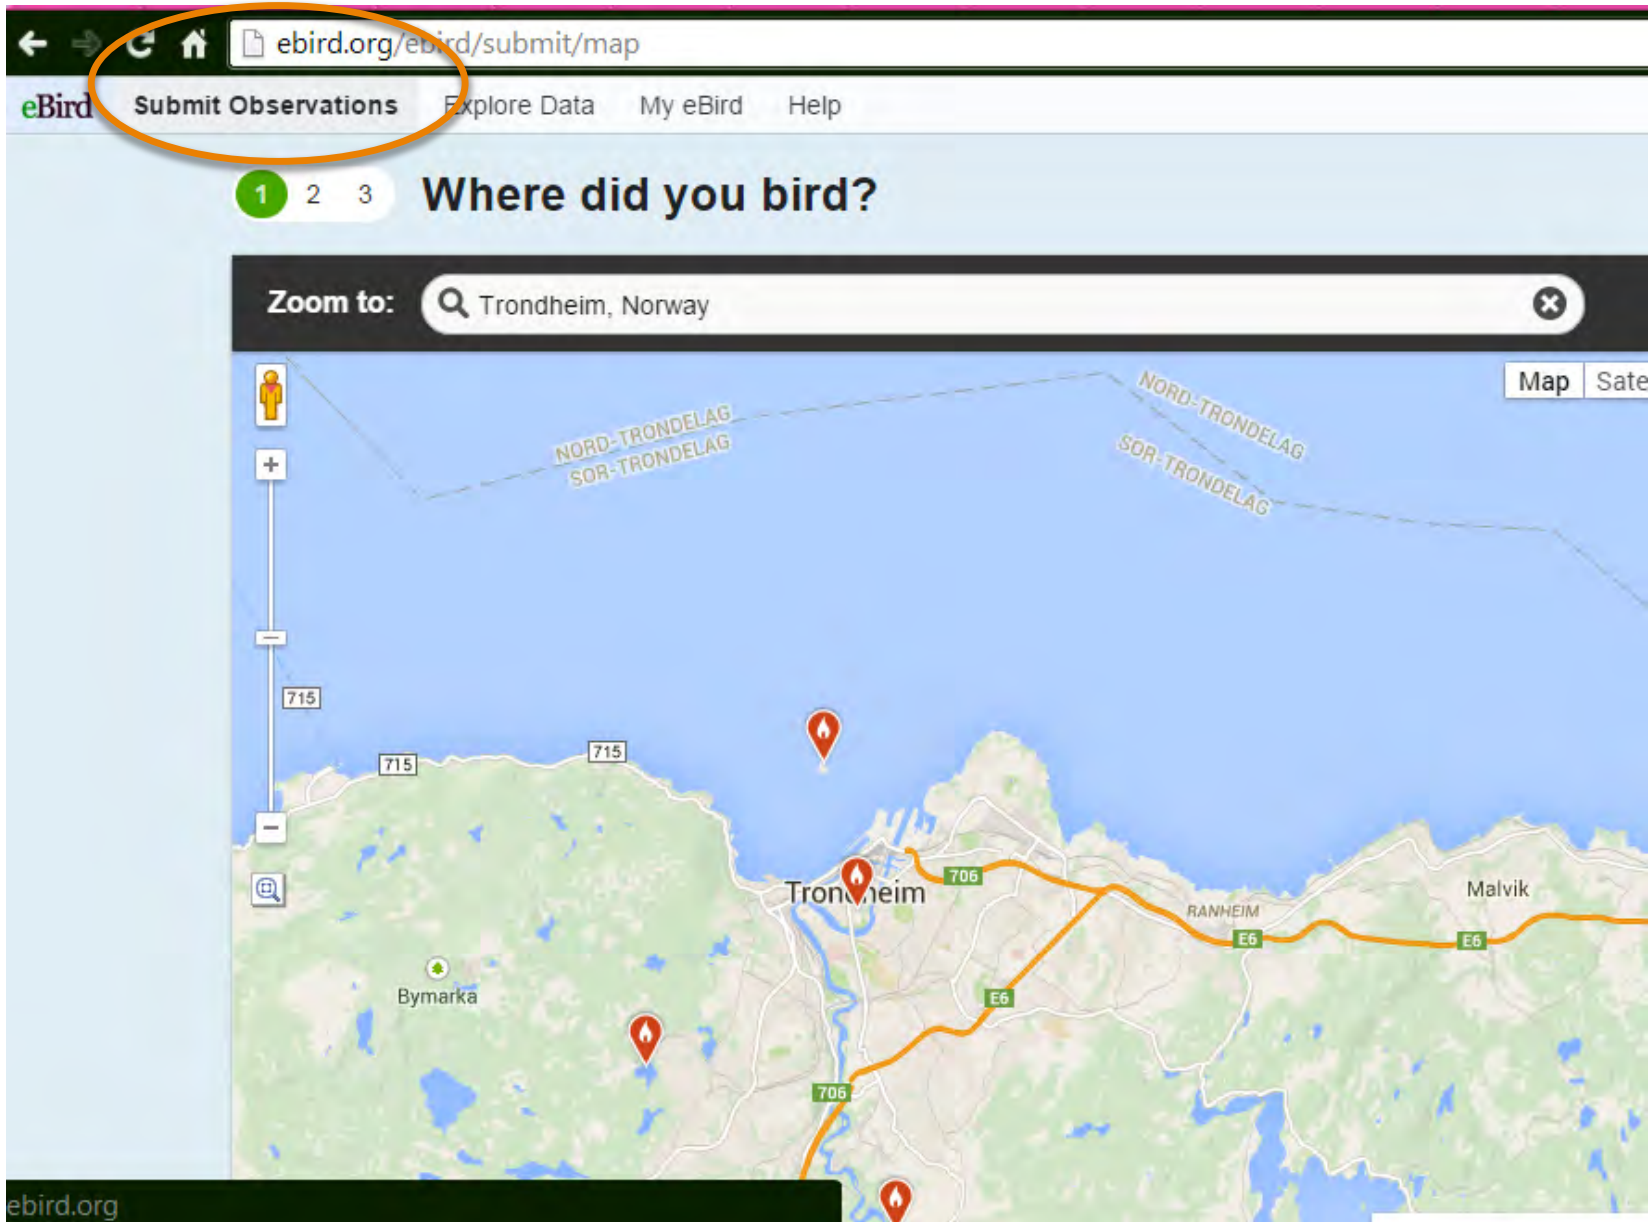 ebird.org/ebird/submit/map
eBird Submit Observations Explore Data My eBird Help
1 2 3 Where did you bird?
Zoom to: Trondheim, Norway
Map Sate
NORD-TRONDELAG
SOR-TRONDELAG
NORD-TRONDELAG
SOR-TRONDELAG
715
715
715
Trondheim
706
Malvik
RANHEIM
E6
E6
Bymarka
E6
706
ebird.org